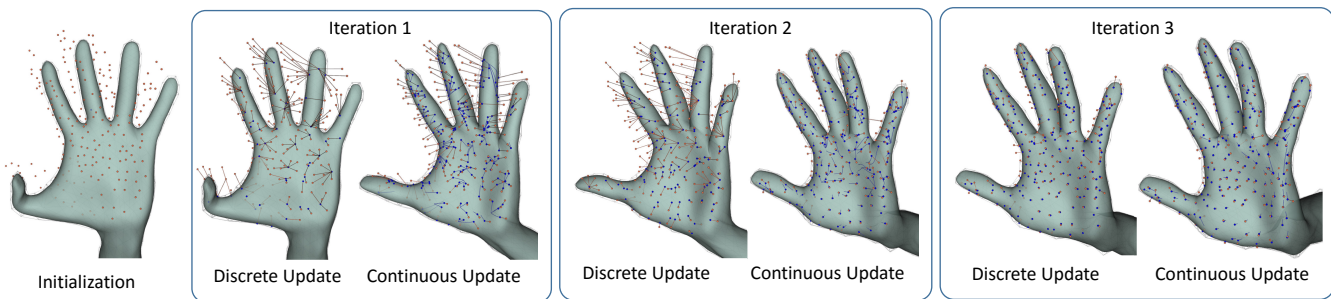 Iteration 1
Iteration 2
Iteration 3
Initialization
Discrete Update
Continuous Update
Discrete Update
Continuous Update
Discrete Update
Continuous Update